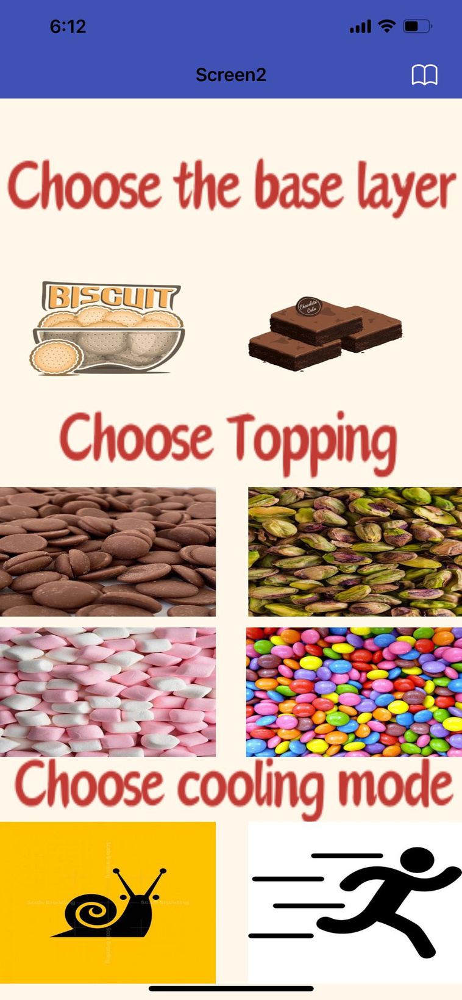 6:12
Screen2
Choose the base layer
BISCUIT
Chocolate
Cake
Choose Topping
Choose cooling mode